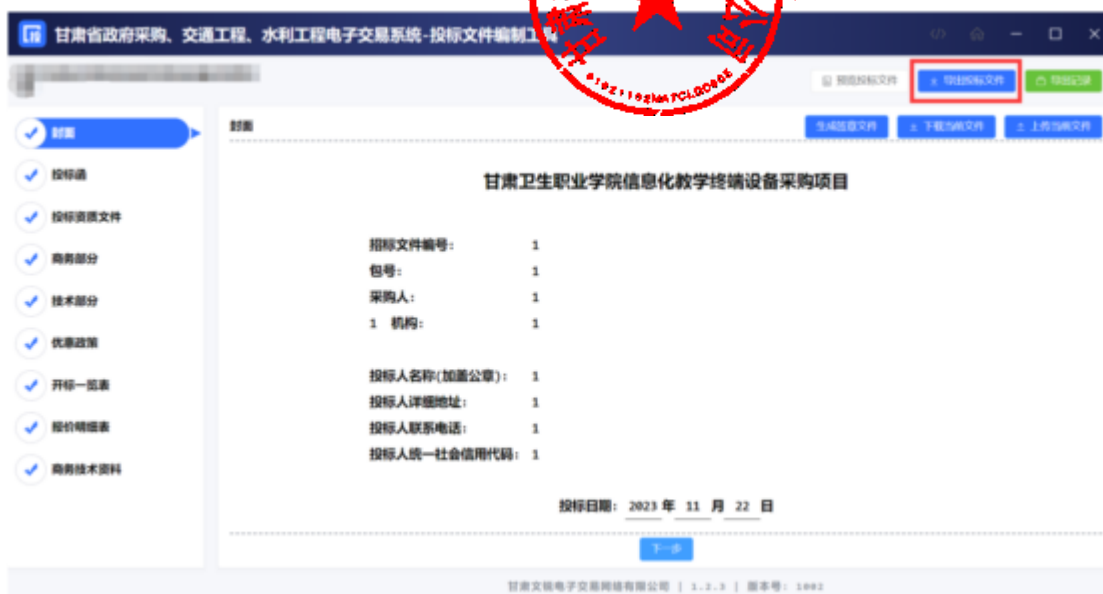 甘肃省政府采购、交通工程、水利工程电子交易系统-投标文件编制工具
预览投标文件
导出投标文件
导出记录
封面
投标函
投标资质文件
商务部分
技术部分
优惠政策
开标一览表
报价明细表
商务技术资料
封面
生成签章文件
下载当前文件
上传当前文件
甘肃卫生职业学院信息化教学终端设备采购项目
招标文件编号： 1
包号： 1
采购人： 1
1 机构： 1
投标人名称(加盖公章)： 1
投标人详细地址： 1
投标人联系电话： 1
投标人统一社会信用代码： 1
投标日期： 2023 年 11 月 22 日
下一步
甘肃文锐电子交易网络有限公司 | 1.2.3 | 版本号: 1002
甘肃